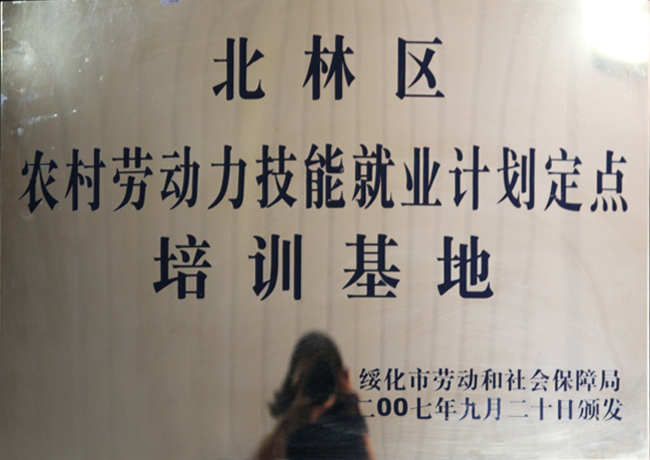 北林区
农村劳动力技能就业计划定点
培训基地
绥化市劳动和社会保障局
二00七年九月二十日颁发